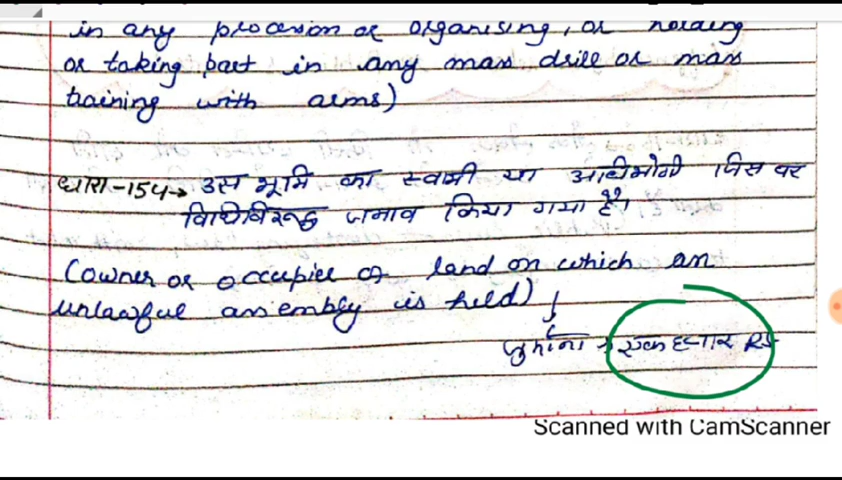 in any procession or organising, or holding
or taking part in any mass drill or mass
training with arms)
धारा-154→ उस भूमि का स्वामी या अधिभोगी जिस पर
विधिविरूद्ध जमाव किया गया है।
(owner or occupier of land on which an
unlawful assembly is held)
जुर्माना → एक हजार RS
Scanned with CamScanner